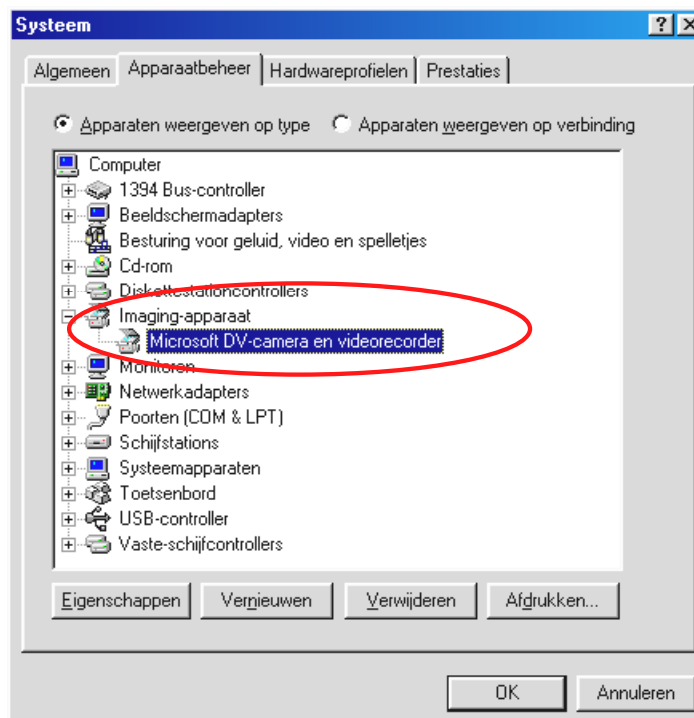 Systeem
Algemeen Apparaatbeheer Hardwareprofielen Prestaties
Apparaten weergeven op type Apparaten weergeven op verbinding
Computer
1394 Bus-controller
Beeldschermadapters
Besturing voor geluid, video en spelletjes
Cd-rom
Diskettestationcontrollers
Imaging-apparaat
Microsoft DV-camera en videorecorder
Monitoren
Netwerkadapters
Poorten (COM & LPT)
Schijfstations
Systeemapparaten
Toetsenbord
USB-controller
Vaste-schijfcontrollers
Eigenschappen Vernieuwen Verwijderen Afdrukken...
OK Annuleren